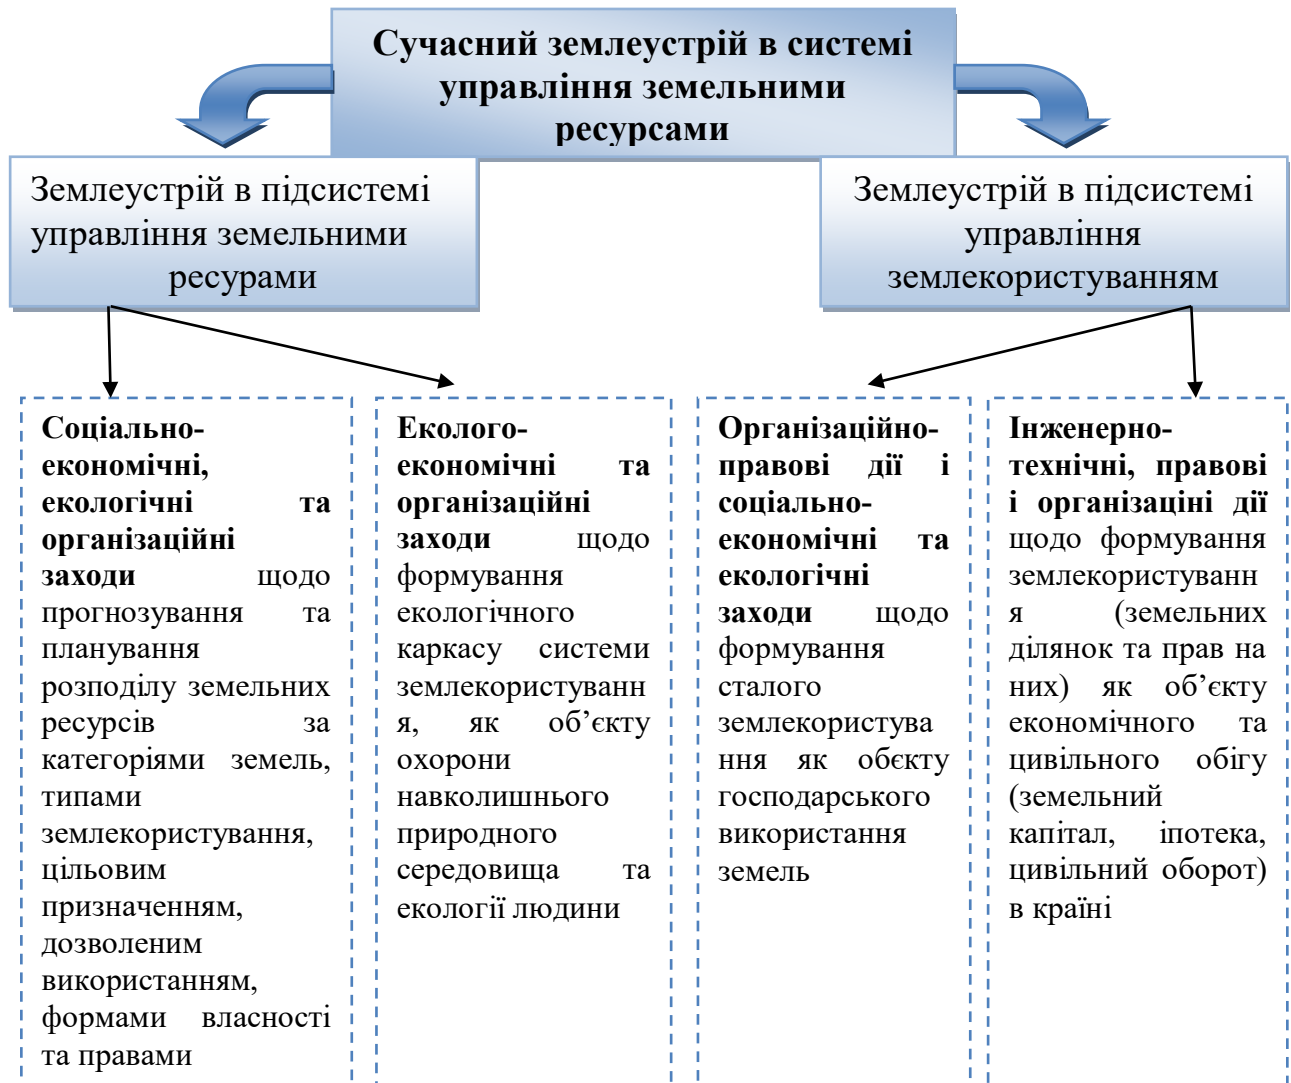 Сучасний землеустрій в системі
управління земельними
ресурсами
Землеустрій в підсистемі
управління земельними
ресурами
Землеустрій в підсистемі
управління
землекористуванням
Соціально-
економічні,
екологічні та
організаційні
заходи щодо
прогнозування та
планування
розподілу земельних
ресурсів за
категоріями земель,
типами
землекористування,
цільовим
призначенням,
дозволеним
використанням,
формами власності
та правами
Еколого-
економічні та
організаційні
заходи щодо
формування
екологічного
каркасу системи
землекористуванн
я, як об’єкту
охорони
навколишнього
природного
середовища та
екології людини
Організаційно-
правові дії і
соціально-
економічні та
екологічні
заходи щодо
формування
сталого
землекористува
ння як обєкту
господарського
використання
земель
Інженерно-
технічні, правові
і організаціні дії
щодо формування
землекористуванн
я (земельних
ділянок та прав на
них) як об’єкту
економічного та
цивільного обігу
(земельний
капітал, іпотека,
цивільний оборот)
в країні